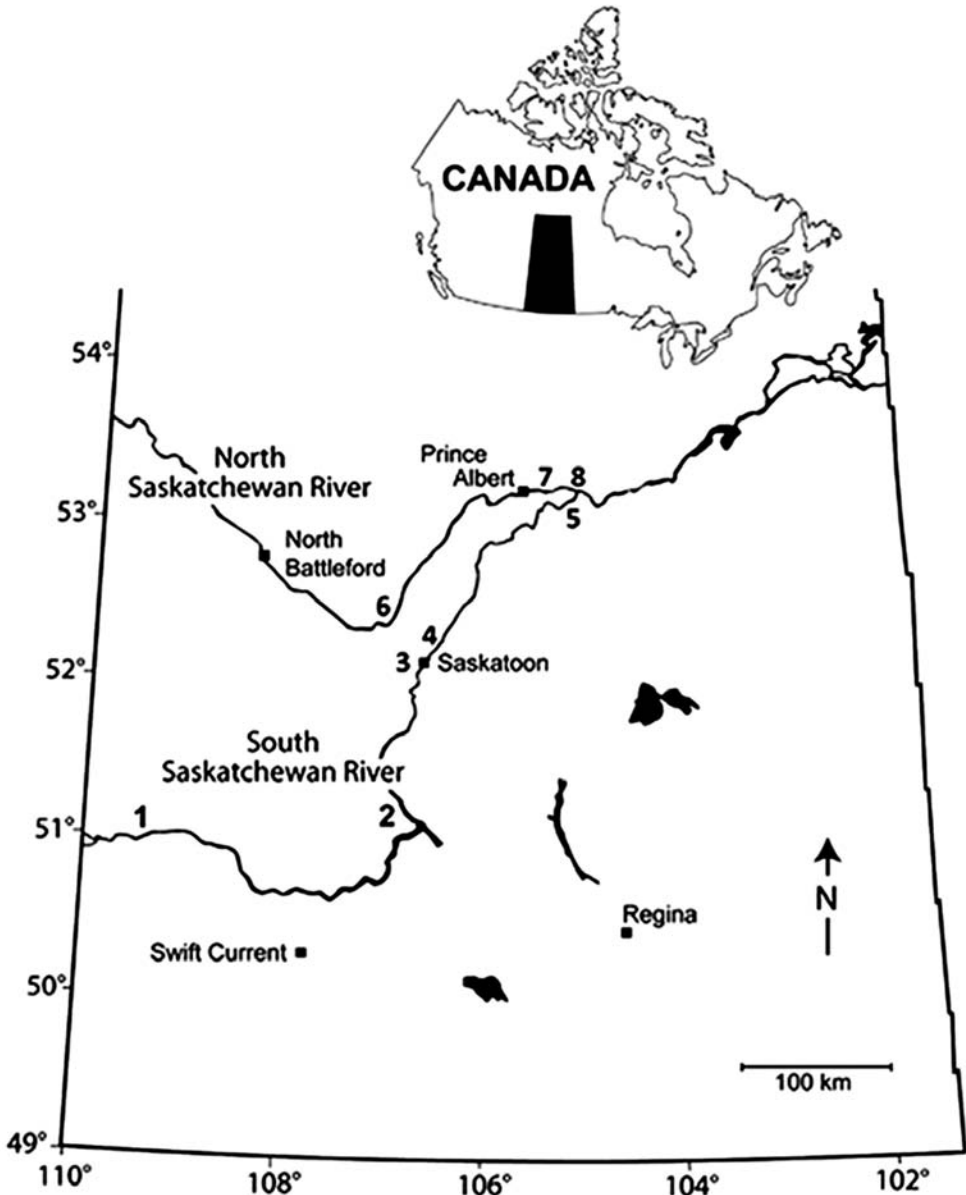 CANADA
54°
North
Saskatchewan River
Prince
Albert
7
8
53°
5
North
Battleford
6
4
52°
3
Saskatoon
South
Saskatchewan River
1
2
51°
N
Regina
Swift Current
50°
100 km
49°
110°
108°
106°
104°
102°